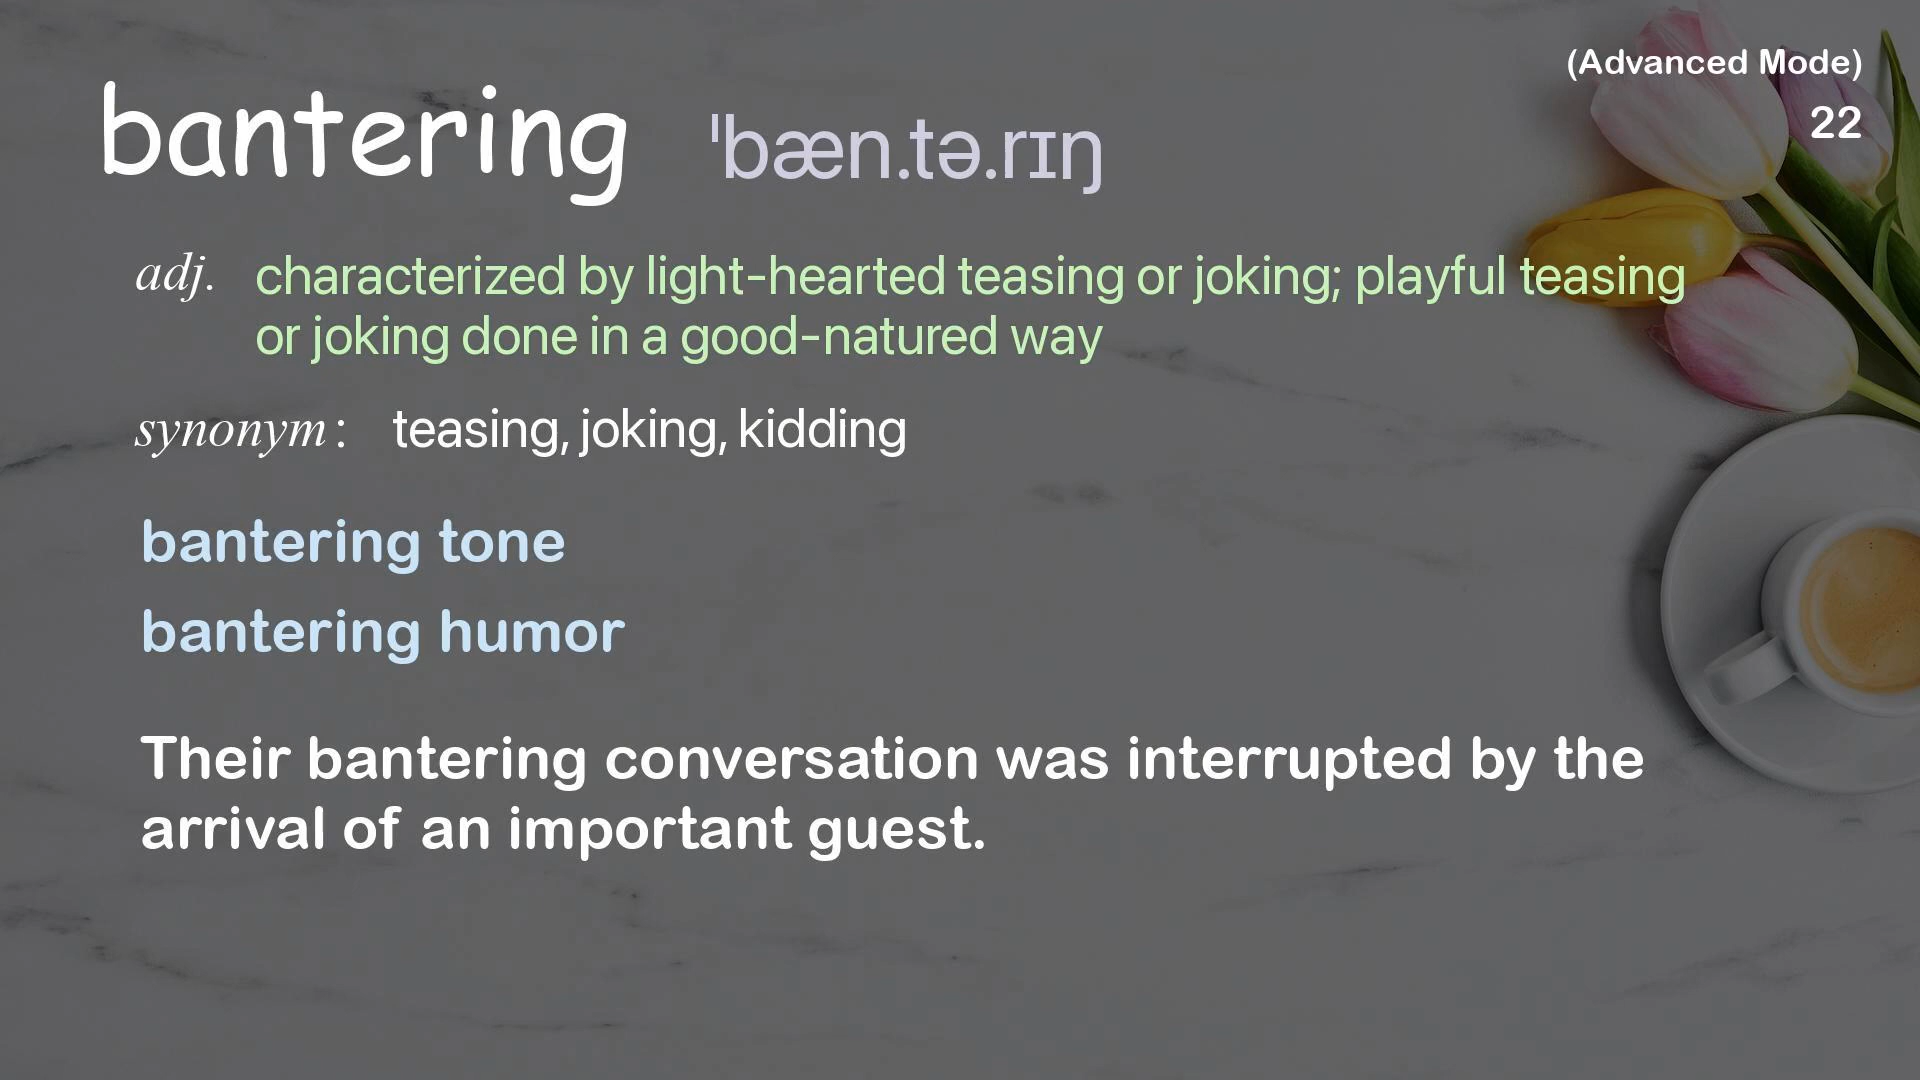 (Advanced Mode)
22
bantering ˈbæn.tə.rɪŋ
adj. characterized by light-hearted teasing or joking; playful teasing
or joking done in a good-natured way
synonym: teasing, joking, kidding
bantering tone
bantering humor
Their bantering conversation was interrupted by the
arrival of an important guest.